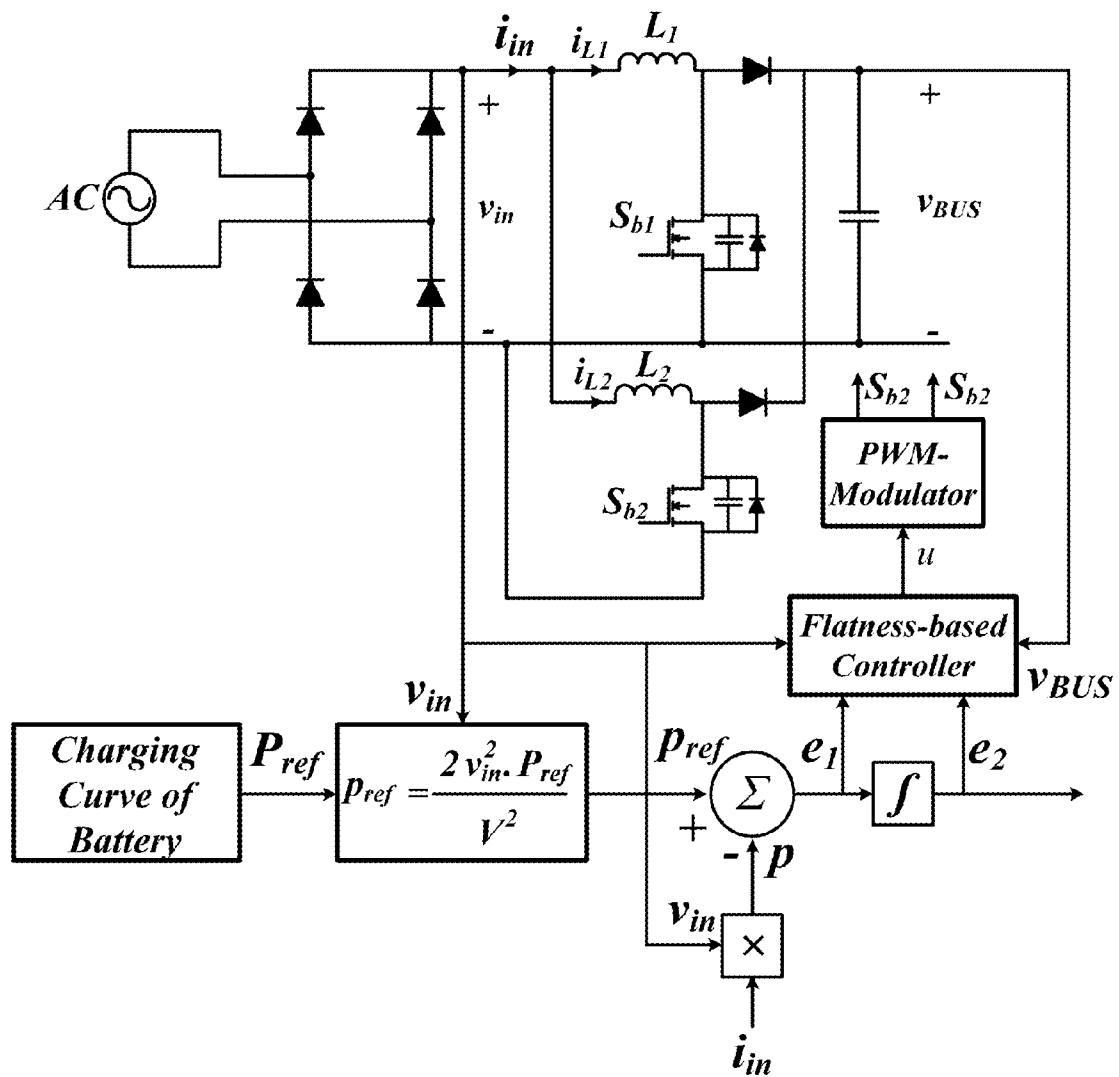 i_in
i_L1
L_1
+
+
AC
v_in
S_b1
v_BUS
-
-
i_L2
L_2
S_b2
S_b2
PWM-
Modulator
S_b2
u
Flatness-based
Controller
v_in
v_BUS
Charging
Curve of
Battery
P_ref
p_ref = 2 v_in^2. P_ref / V^2
p_ref
Σ
e_1
∫
e_2
+
-
p
v_in
×
i_in